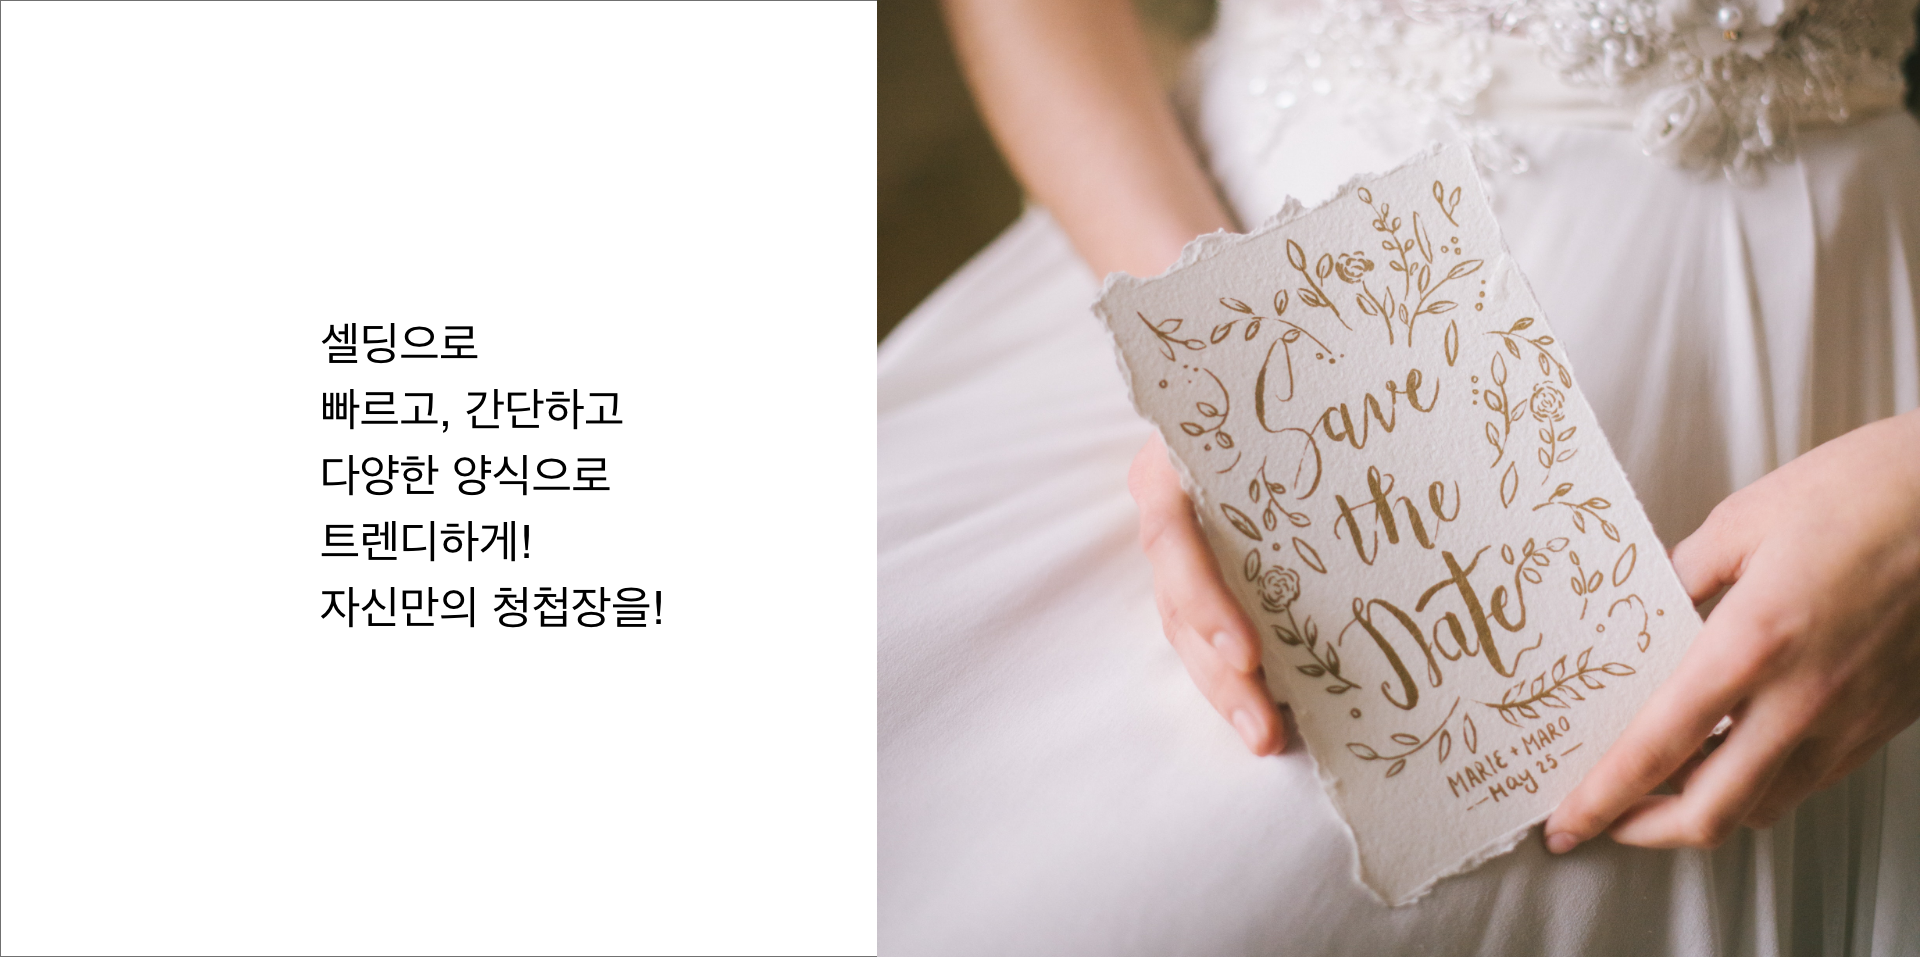 셀딩으로
빠르고, 간단하고
다양한 양식으로
트렌디하게!
자신만의 청첩장을!
Save
the
Date
MARIE + MARO
May 25